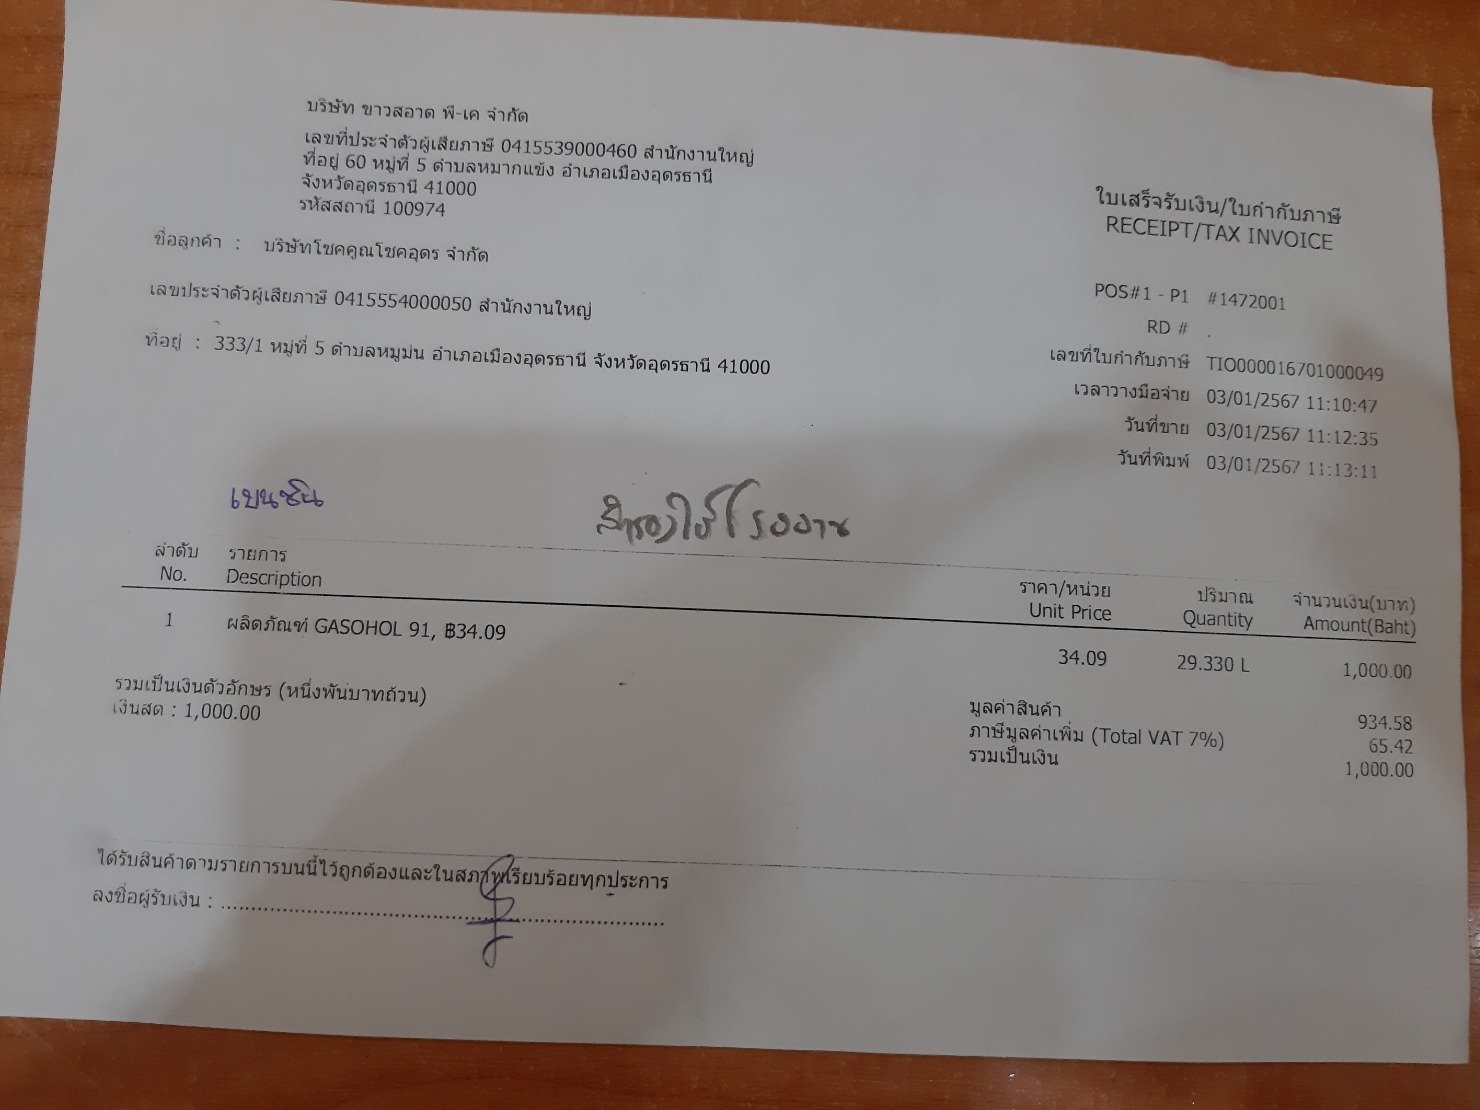 บริษัท ขาวสอาด พี-เค จำกัด
เลขที่ประจำตัวผู้เสียภาษี 0415539000460 สำนักงานใหญ่
ที่อยู่ 60 หมู่ที่ 5 ตำบลหมากแข้ง อำเภอเมืองอุดรธานี
จังหวัดอุดรธานี 41000
รหัสสถานี 100974
ใบเสร็จรับเงิน/ใบกำกับภาษี
RECEIPT/TAX INVOICE
ชื่อลูกค้า : บริษัทโชคคูณโชคอุดร จำกัด
เลขประจำตัวผู้เสียภาษี 0415554000050 สำนักงานใหญ่
ที่อยู่ : 333/1 หมู่ที่ 5 ตำบลหมูม่น อำเภอเมืองอุดรธานี จังหวัดอุดรธานี 41000
POS#1 - P1 #1472001
RD # .
เลขที่ใบกำกับภาษี TIO000016701000049
เวลาวางมือจ่าย 03/01/2567 11:10:47
วันที่ขาย 03/01/2567 11:12:35
วันที่พิมพ์ 03/01/2567 11:13:11
เบนซิน สำรองใช้โรงงาน
ลำดับ รายการ ราคา/หน่วย ปริมาณ จำนวนเงิน(บาท)
No. Description Unit Price Quantity Amount(Baht)
1 ผลิตภัณฑ์ GASOHOL 91, ฿34.09 34.09 29.330 L 1,000.00
รวมเป็นเงินตัวอักษร (หนึ่งพันบาทถ้วน)
เงินสด : 1,000.00
มูลค่าสินค้า 934.58
ภาษีมูลค่าเพิ่ม (Total VAT 7%) 65.42
รวมเป็นเงิน 1,000.00
ได้รับสินค้าตามรายการบนนี้ไว้ถูกต้องและในสภาพเรียบร้อยทุกประการ
ลงชื่อผู้รับเงิน : ................................................................